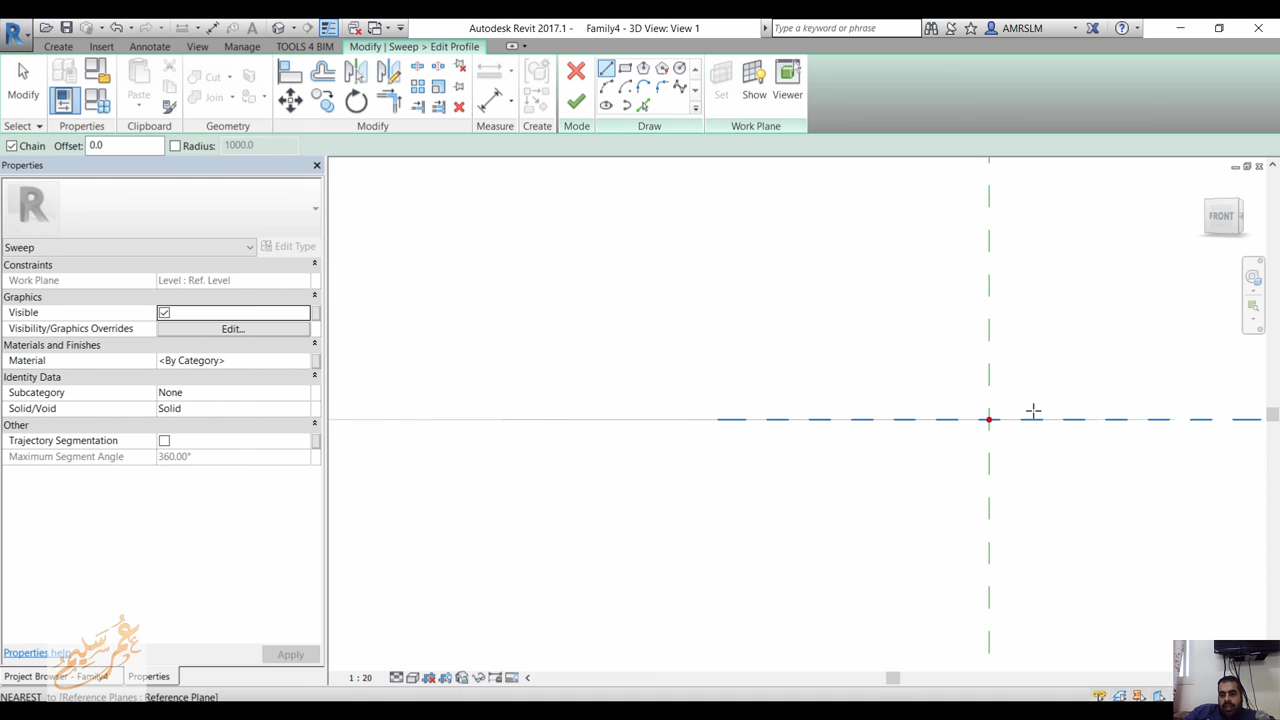 Autodesk Revit 2017.1 - Family4 - 3D View: View 1
Type a keyword or phrase
AMRSLM
Create Insert Annotate View Manage TOOLS 4 BIM Modify | Sweep > Edit Profile
Modify Paste Cut Join Set Show Viewer
Select Properties Clipboard Geometry Modify Measure Create Mode Draw Work Plane
Chain Offset: 0.0 Radius: 1000.0
Properties
R
Sweep Edit Type
Constraints
Work Plane Level : Ref. Level
Graphics
Visible
Visibility/Graphics Overrides Edit...
Materials and Finishes
Material <By Category>
Identity Data
Subcategory None
Solid/Void Solid
Other
Trajectory Segmentation
Maximum Segment Angle 360.00°
FRONT
Properties help Apply
عمر سليم
Project Browser - Family4 Properties
1 : 20
NEAREST to [Reference Planes : Reference Plane]